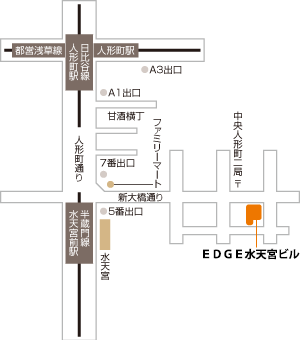 都営浅草線
日比谷線
人形町駅
人形町駅
A3出口
A1出口
甘酒横丁
ファミリーマート
中央人形町二局〒
人形町通り
7番出口
新大橋通り
5番出口
半蔵門線
水天宮前駅
水天宮
EDGE水天宮ビル